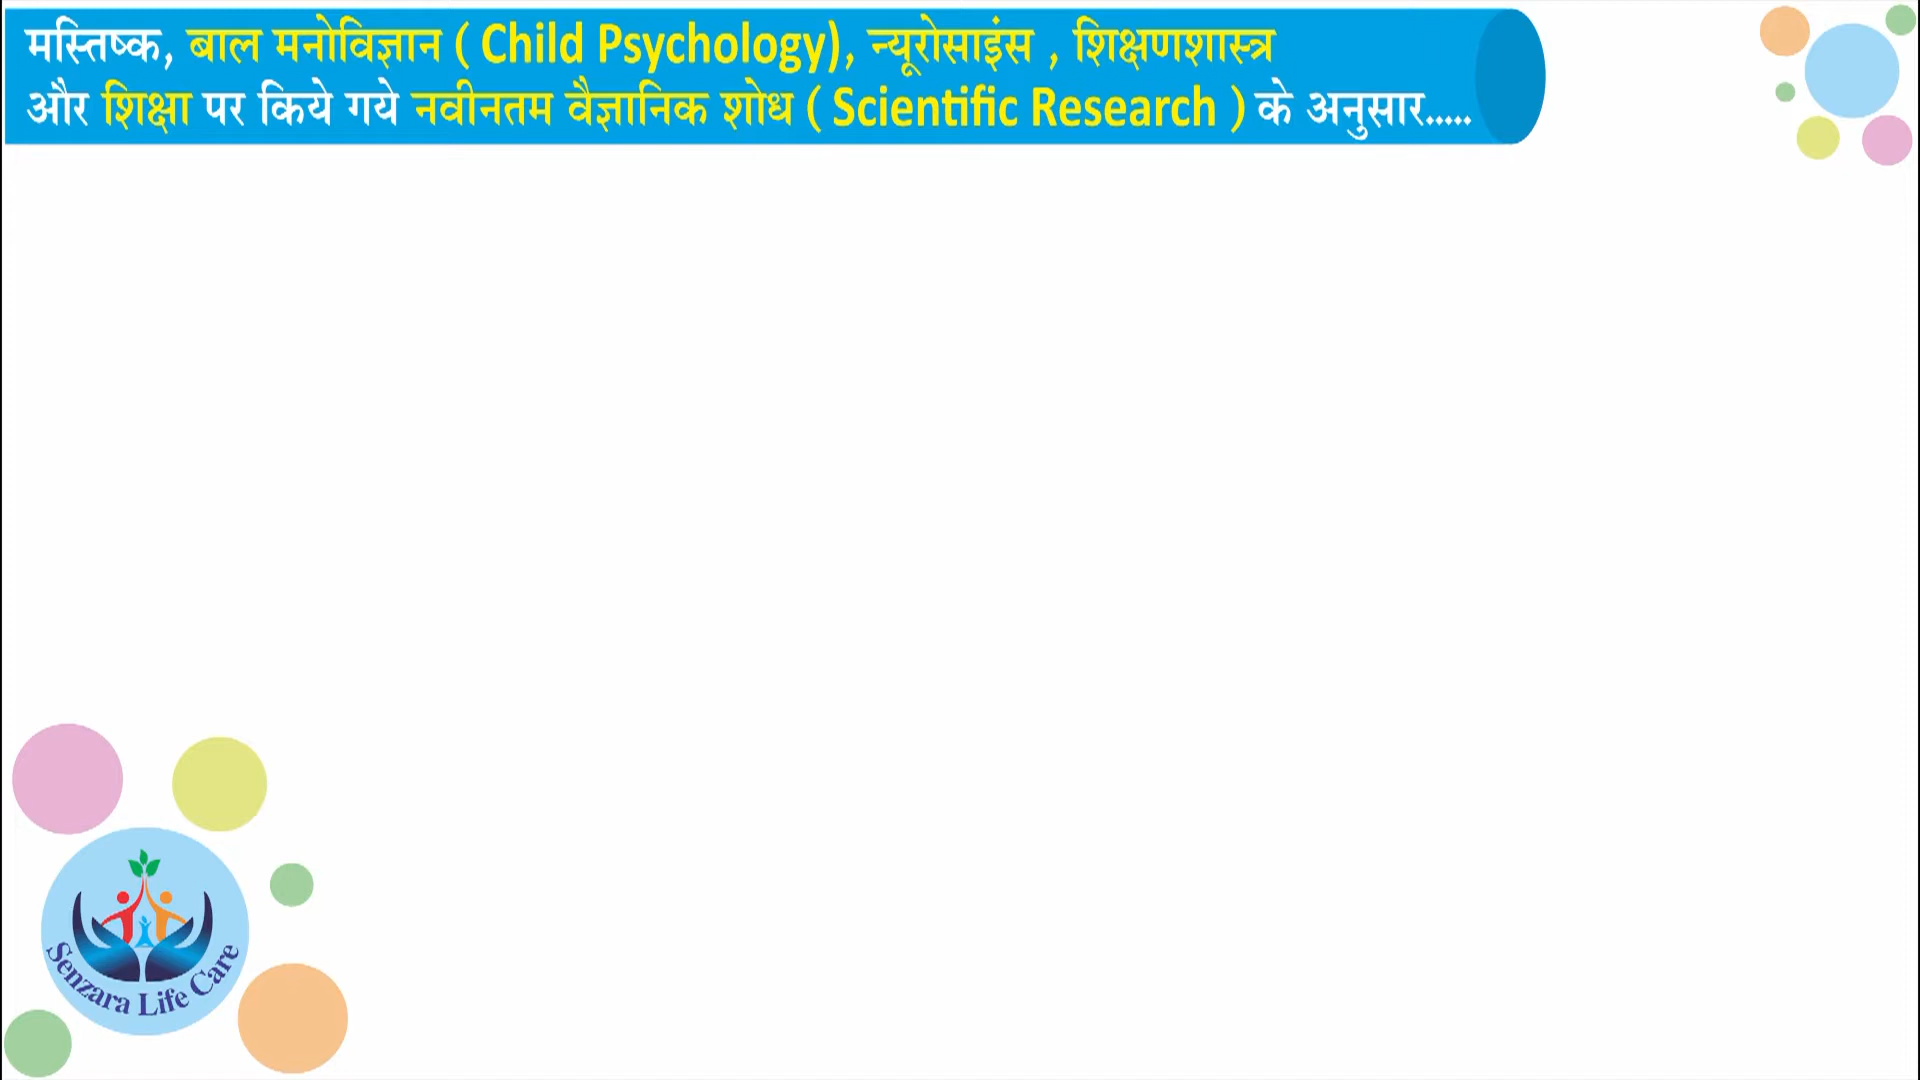 मस्तिष्क, बाल मनोविज्ञान ( Child Psychology), न्यूरोसाइंस , शिक्षणशास्त्र
और शिक्षा पर किये गये नवीनतम वैज्ञानिक शोध ( Scientific Research ) के अनुसार.....
Senzara Life Care